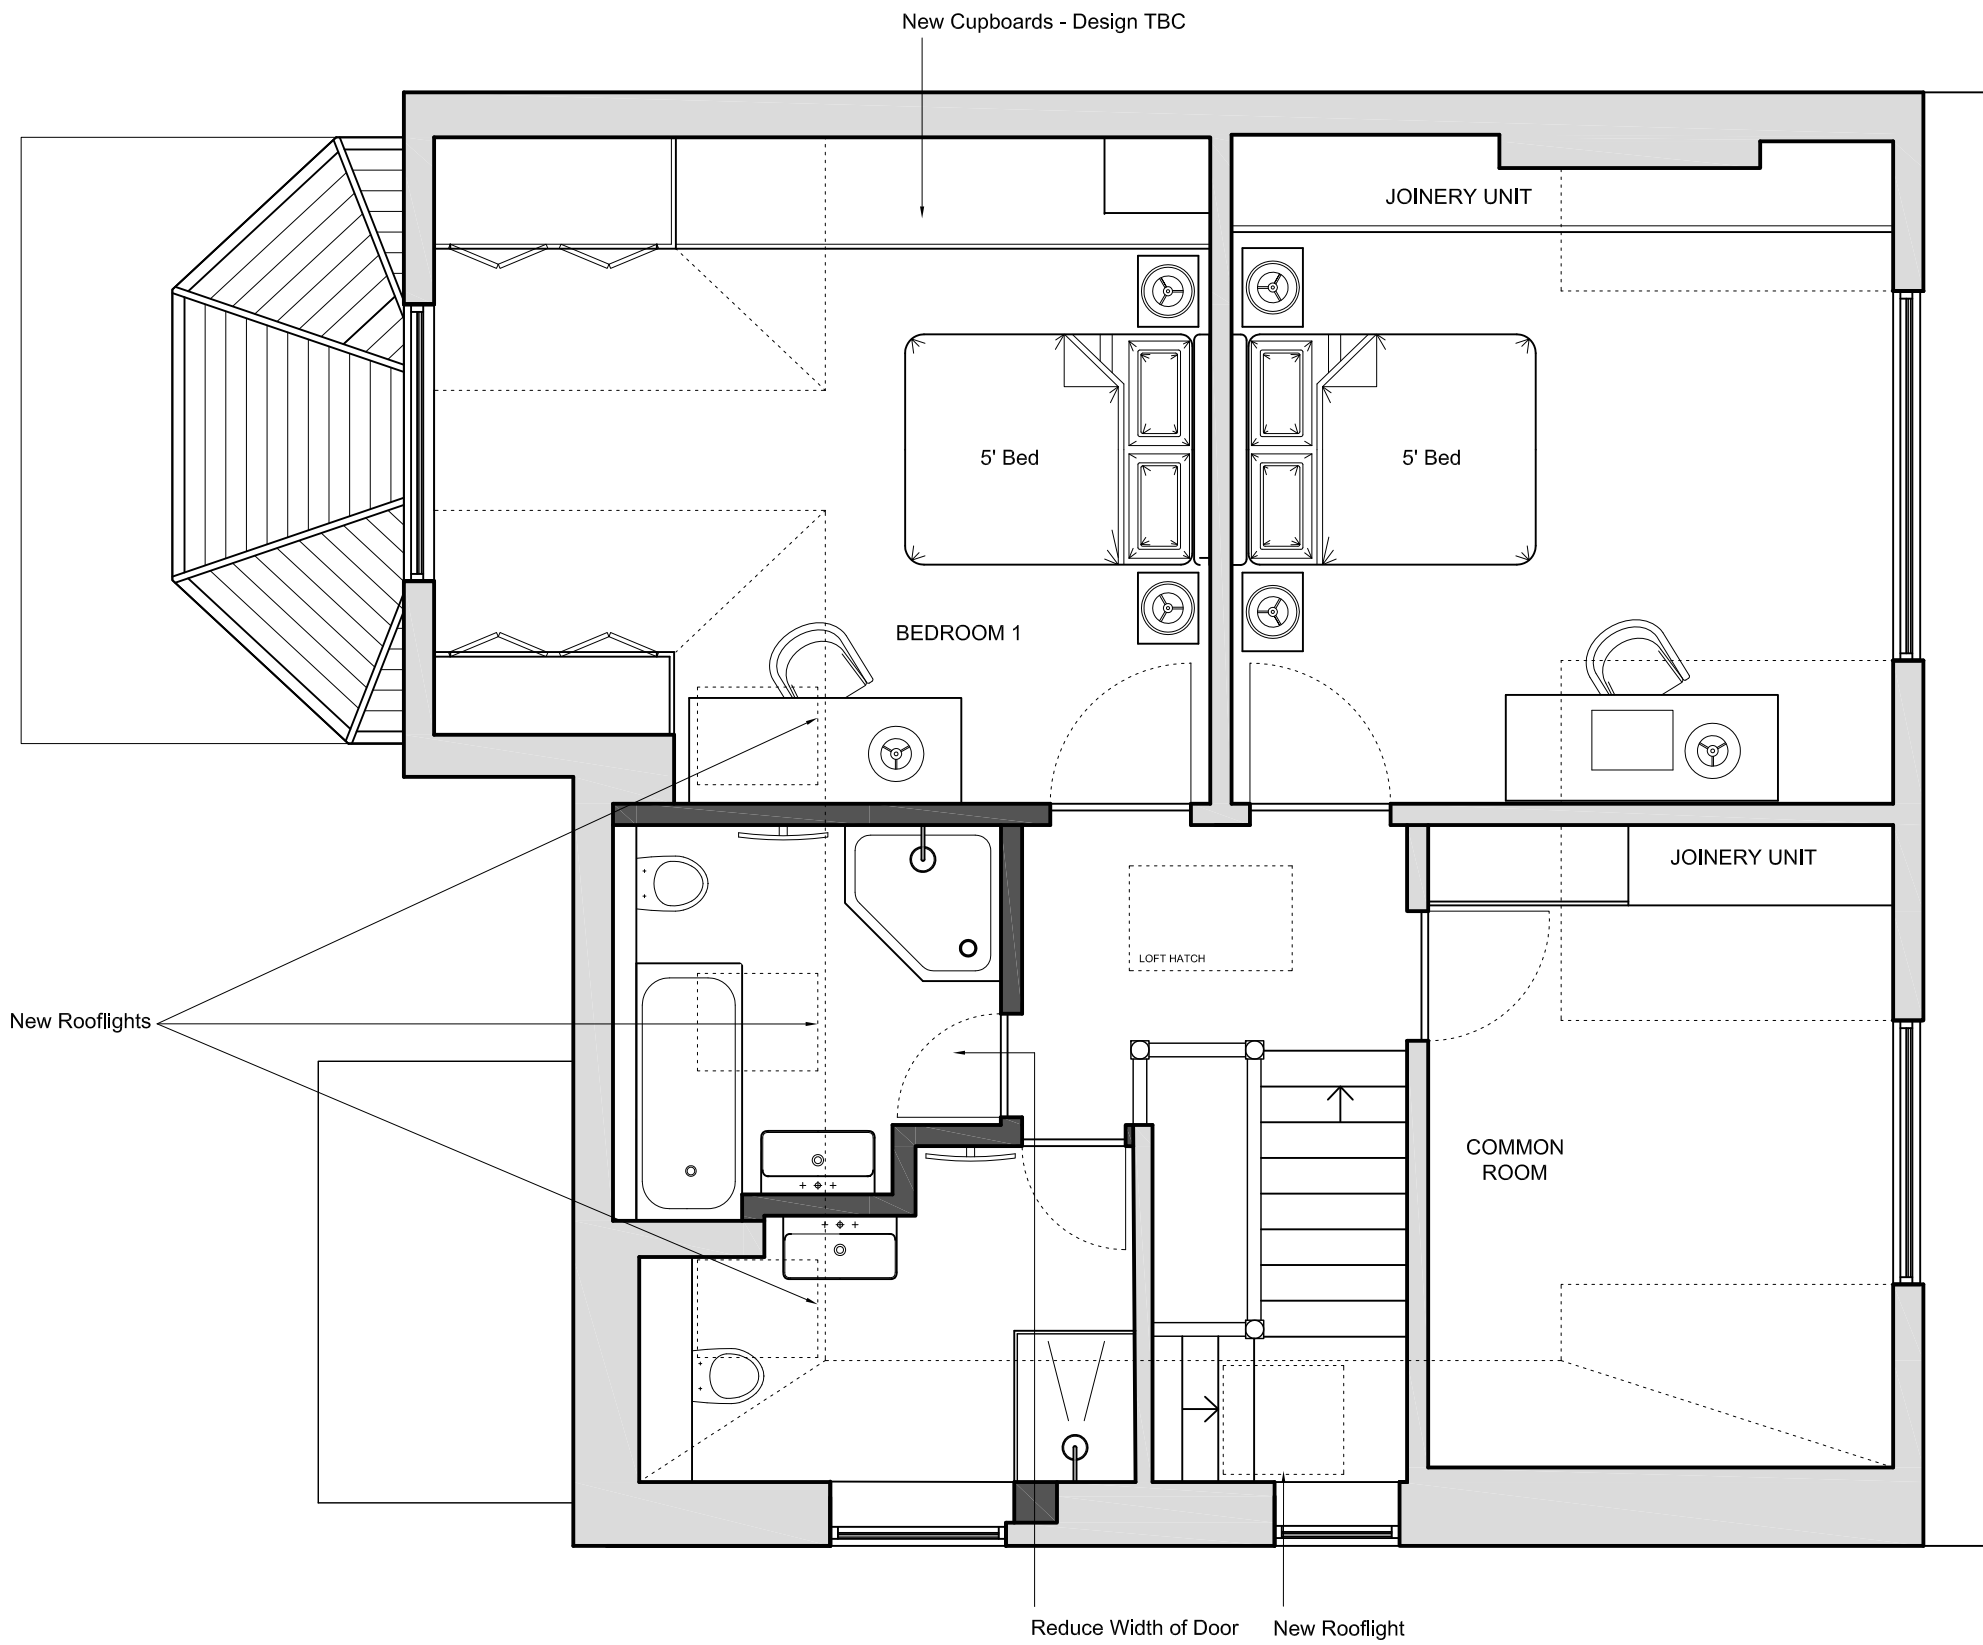 New Cupboards - Design TBC
JOINERY UNIT
5' Bed
5' Bed
BEDROOM 1
JOINERY UNIT
LOFT HATCH
New Rooflights
COMMON
ROOM
Reduce Width of Door
New Rooflight